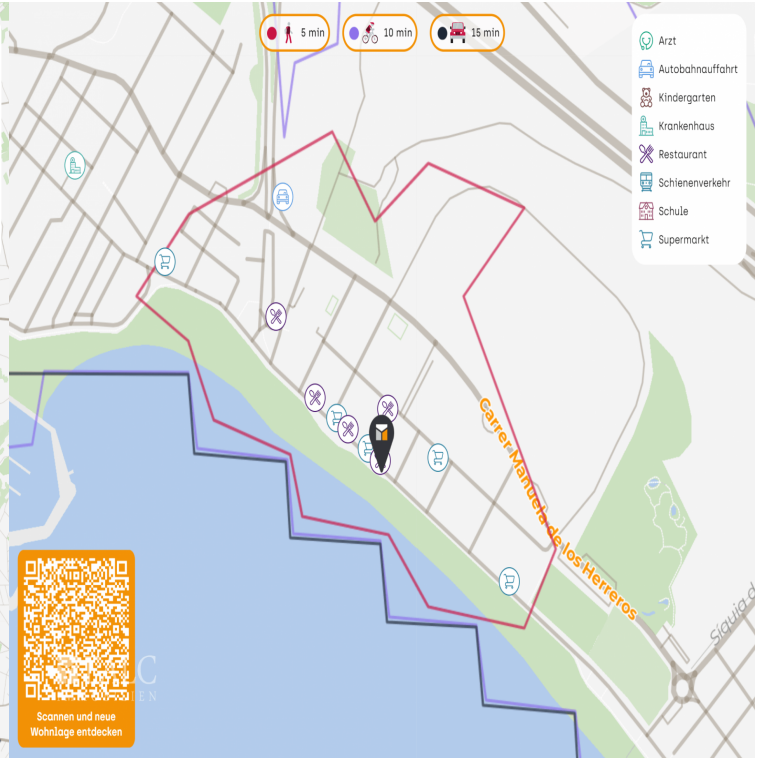 5 min
10 min
15 min
Arzt
Autobahnauffahrt
Kindergarten
Krankenhaus
Restaurant
Schienenverkehr
Schule
Supermarkt
Carrer Manuela de los Herreros
Síquia d
Scannen und neue
Wohnlage entdecken